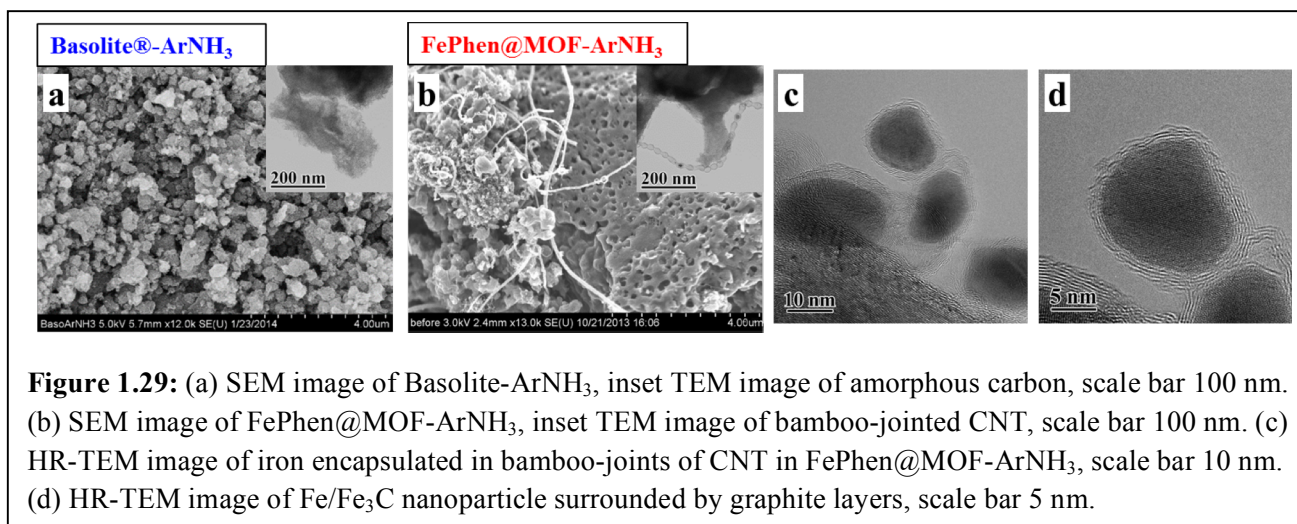 Basolite®-ArNH₃
FePhen@MOF-ArNH₃
a
200 nm
BasoArNH3 5.0kV 5.7mm x12.0k SE(U) 1/23/2014
4.00um
b
200 nm
before 3.0kV 2.4mm x13.0k SE(U) 10/21/2013 16:06
4.00um
c
10 nm
d
5 nm
Figure 1.29: (a) SEM image of Basolite-ArNH₃, inset TEM image of amorphous carbon, scale bar 100 nm.
(b) SEM image of FePhen@MOF-ArNH₃, inset TEM image of bamboo-jointed CNT, scale bar 100 nm. (c)
HR-TEM image of iron encapsulated in bamboo-joints of CNT in FePhen@MOF-ArNH₃, scale bar 10 nm.
(d) HR-TEM image of Fe/Fe₃C nanoparticle surrounded by graphite layers, scale bar 5 nm.